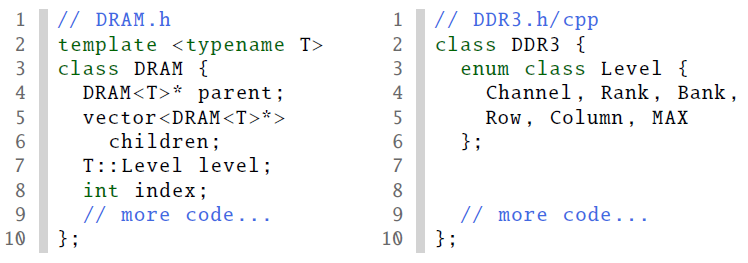 1 // DRAM.h
2 template <typename T>
3 class DRAM {
4   DRAM<T>* parent;
5   vector<DRAM<T>*>
6     children;
7   T::Level level;
8   int index;
9   // more code...
10 };
1 // DDR3.h/cpp
2 class DDR3 {
3   enum class Level {
4     Channel, Rank, Bank,
5     Row, Column, MAX
6   };
7
8
9   // more code...
10 };